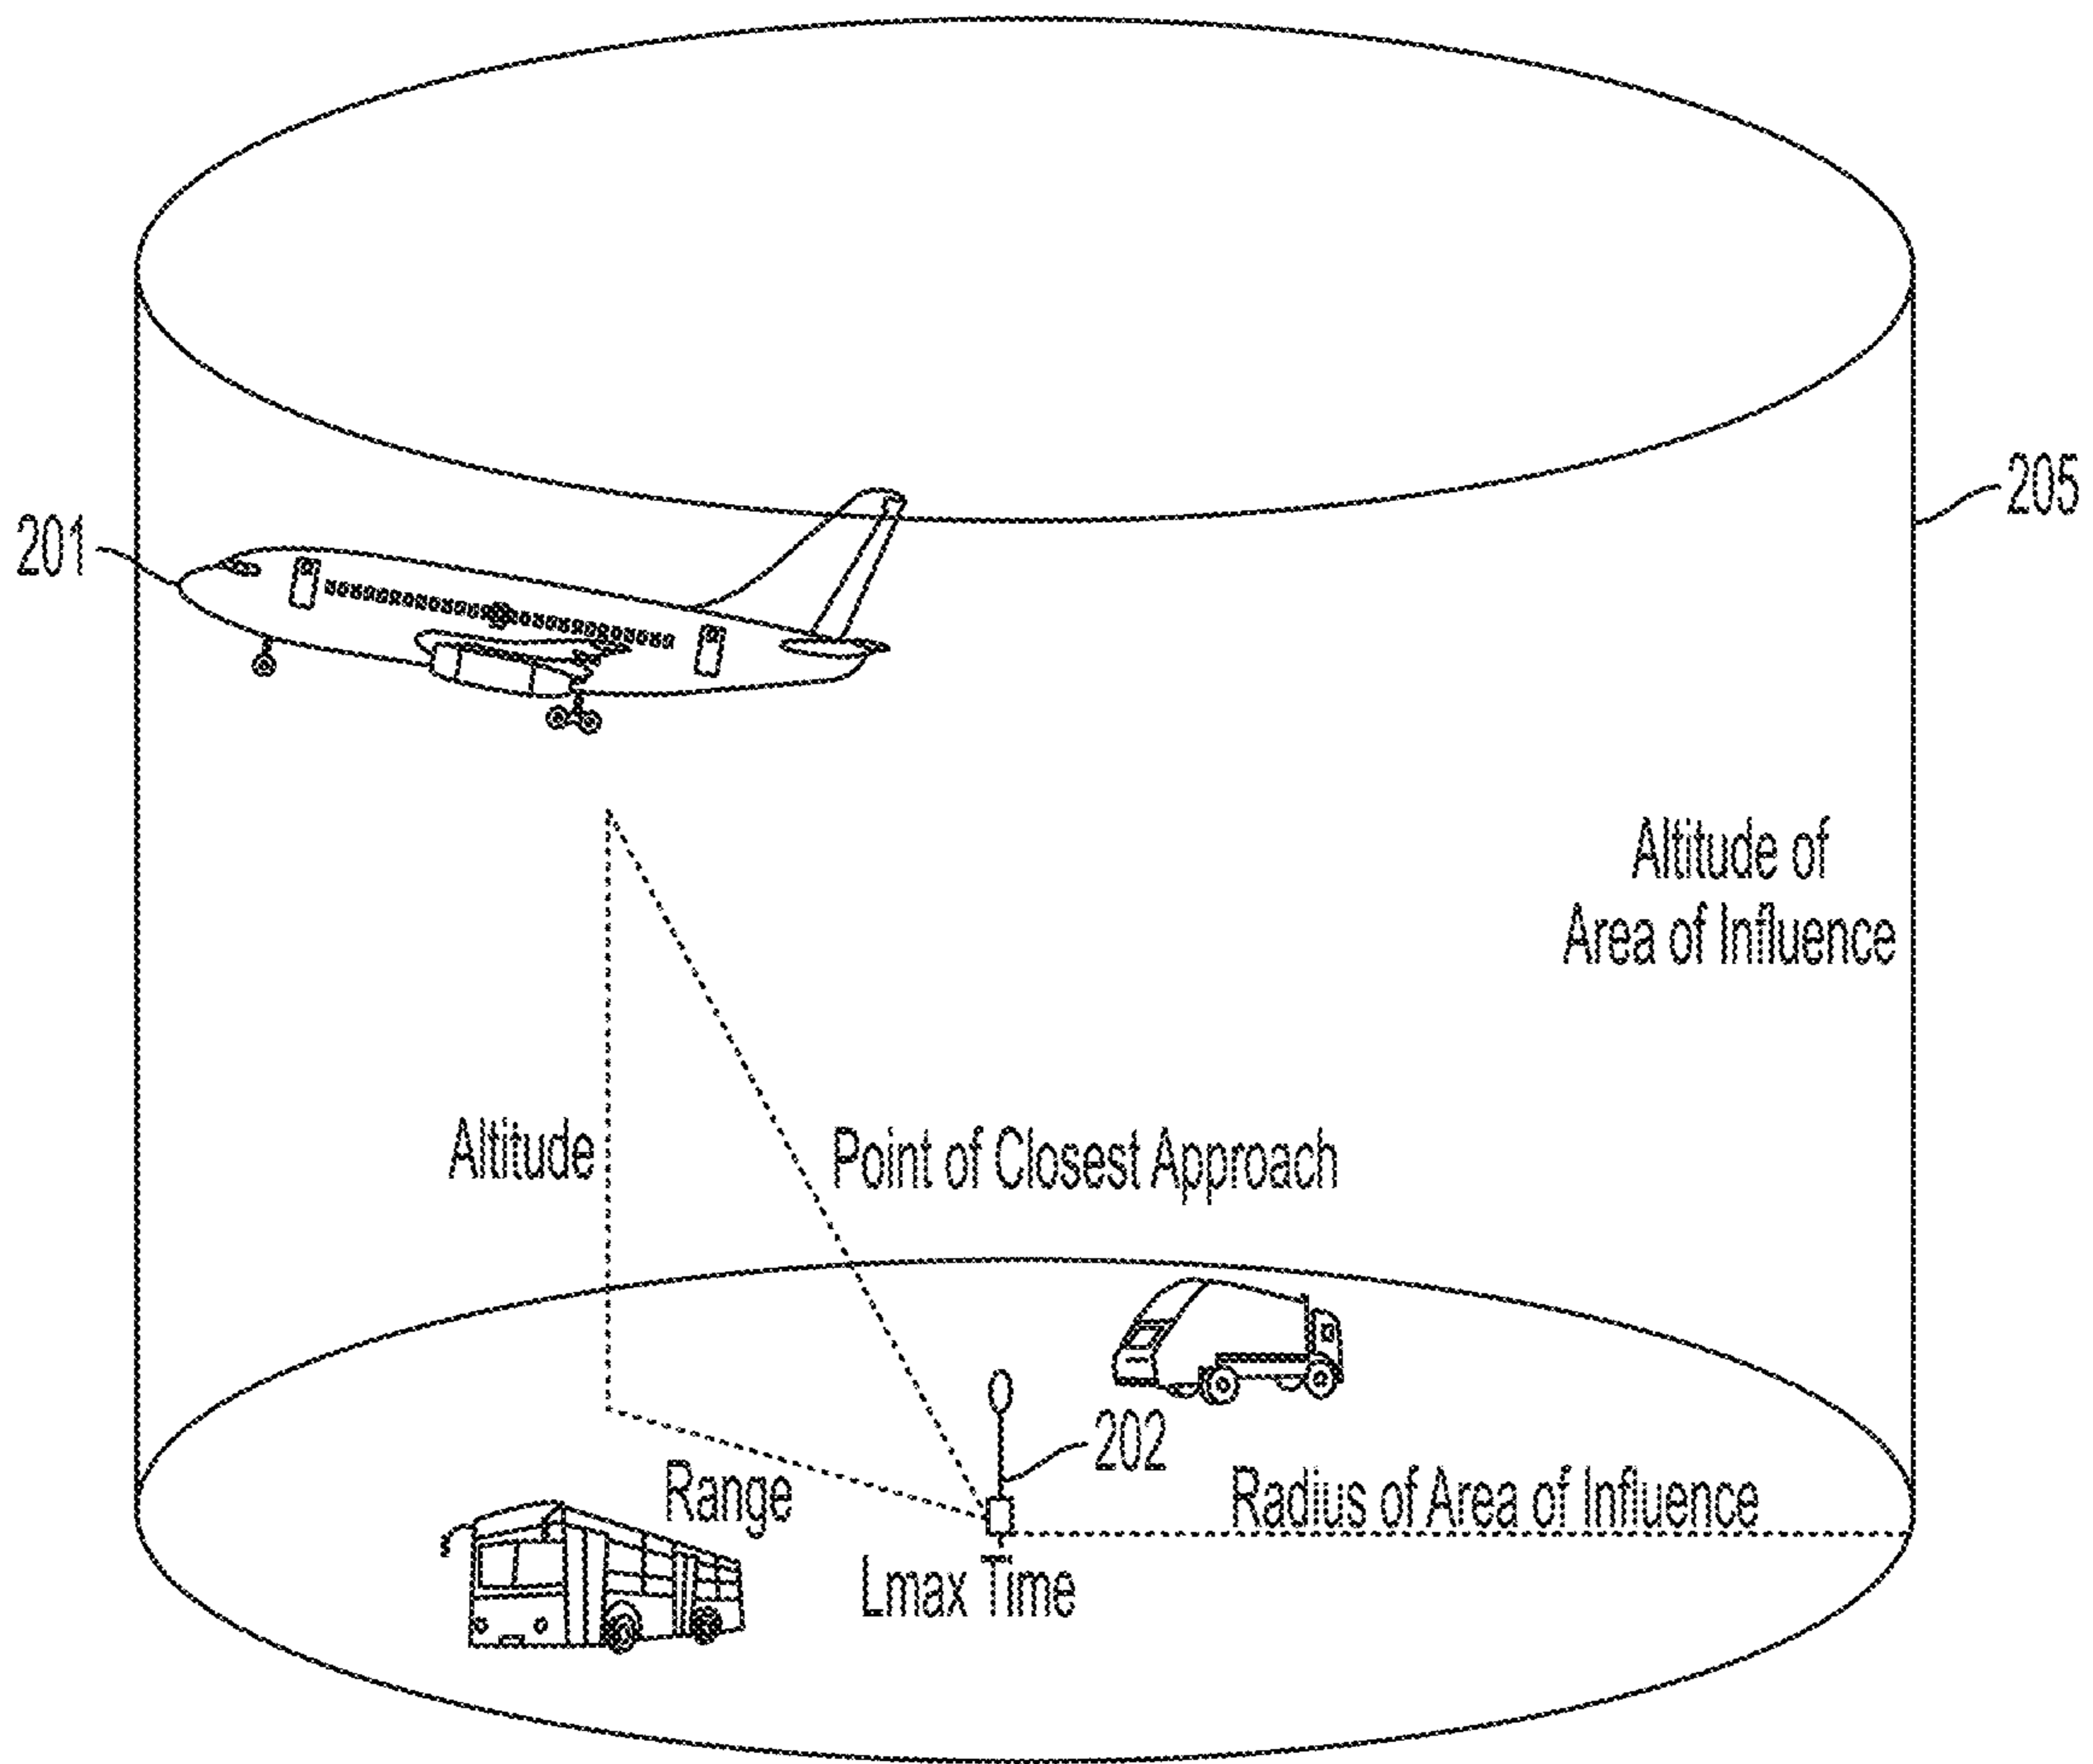 205
201
Altitude of
Area of Influence
Altitude
Point of Closest Approach
202
Range
Radius of Area of Influence
Lmax Time